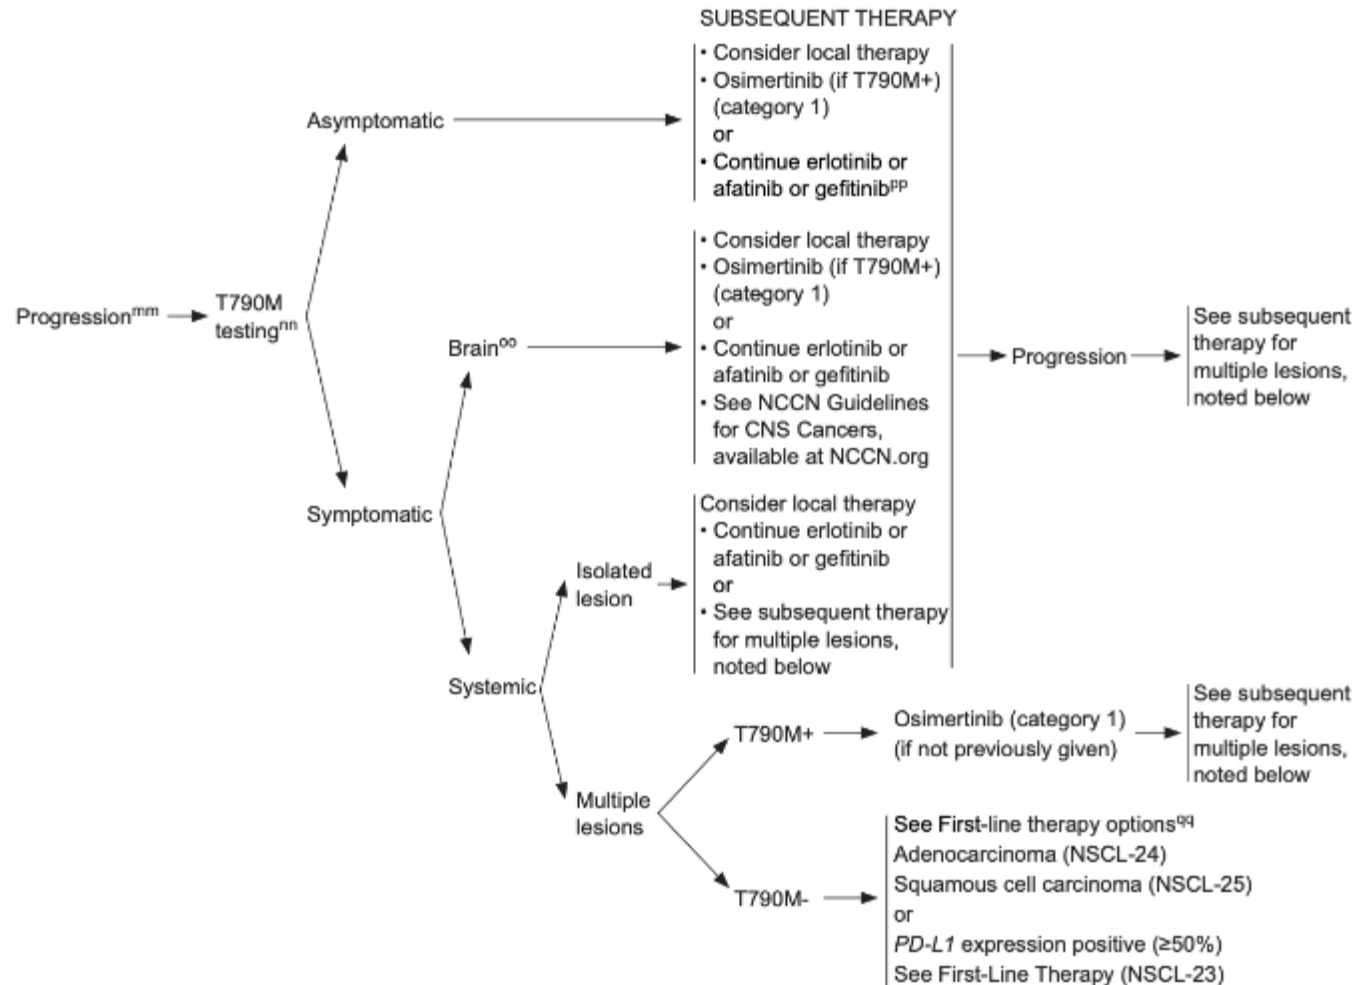 SUBSEQUENT THERAPY
• Consider local therapy
• Osimertinib (if T790M+)
(category 1)
or
• Continue erlotinib or
afatinib or gefitinibᵖᵖ
Asymptomatic
• Consider local therapy
• Osimertinib (if T790M+)
(category 1)
or
• Continue erlotinib or
afatinib or gefitinib
• See NCCN Guidelines
for CNS Cancers,
available at NCCN.org
Progressionᵐᵐ
T790M
testingⁿⁿ
Brainᵒᵒ
Progression
See subsequent
therapy for
multiple lesions,
noted below
Symptomatic
Consider local therapy
• Continue erlotinib or
afatinib or gefitinib
or
• See subsequent therapy
for multiple lesions,
noted below
Isolated
lesion
Systemic
T790M+
Osimertinib (category 1)
(if not previously given)
See subsequent
therapy for
multiple lesions,
noted below
Multiple
lesions
T790M-
See First-line therapy options^qq
Adenocarcinoma (NSCL-24)
Squamous cell carcinoma (NSCL-25)
or
PD-L1 expression positive (≥50%)
See First-Line Therapy (NSCL-23)